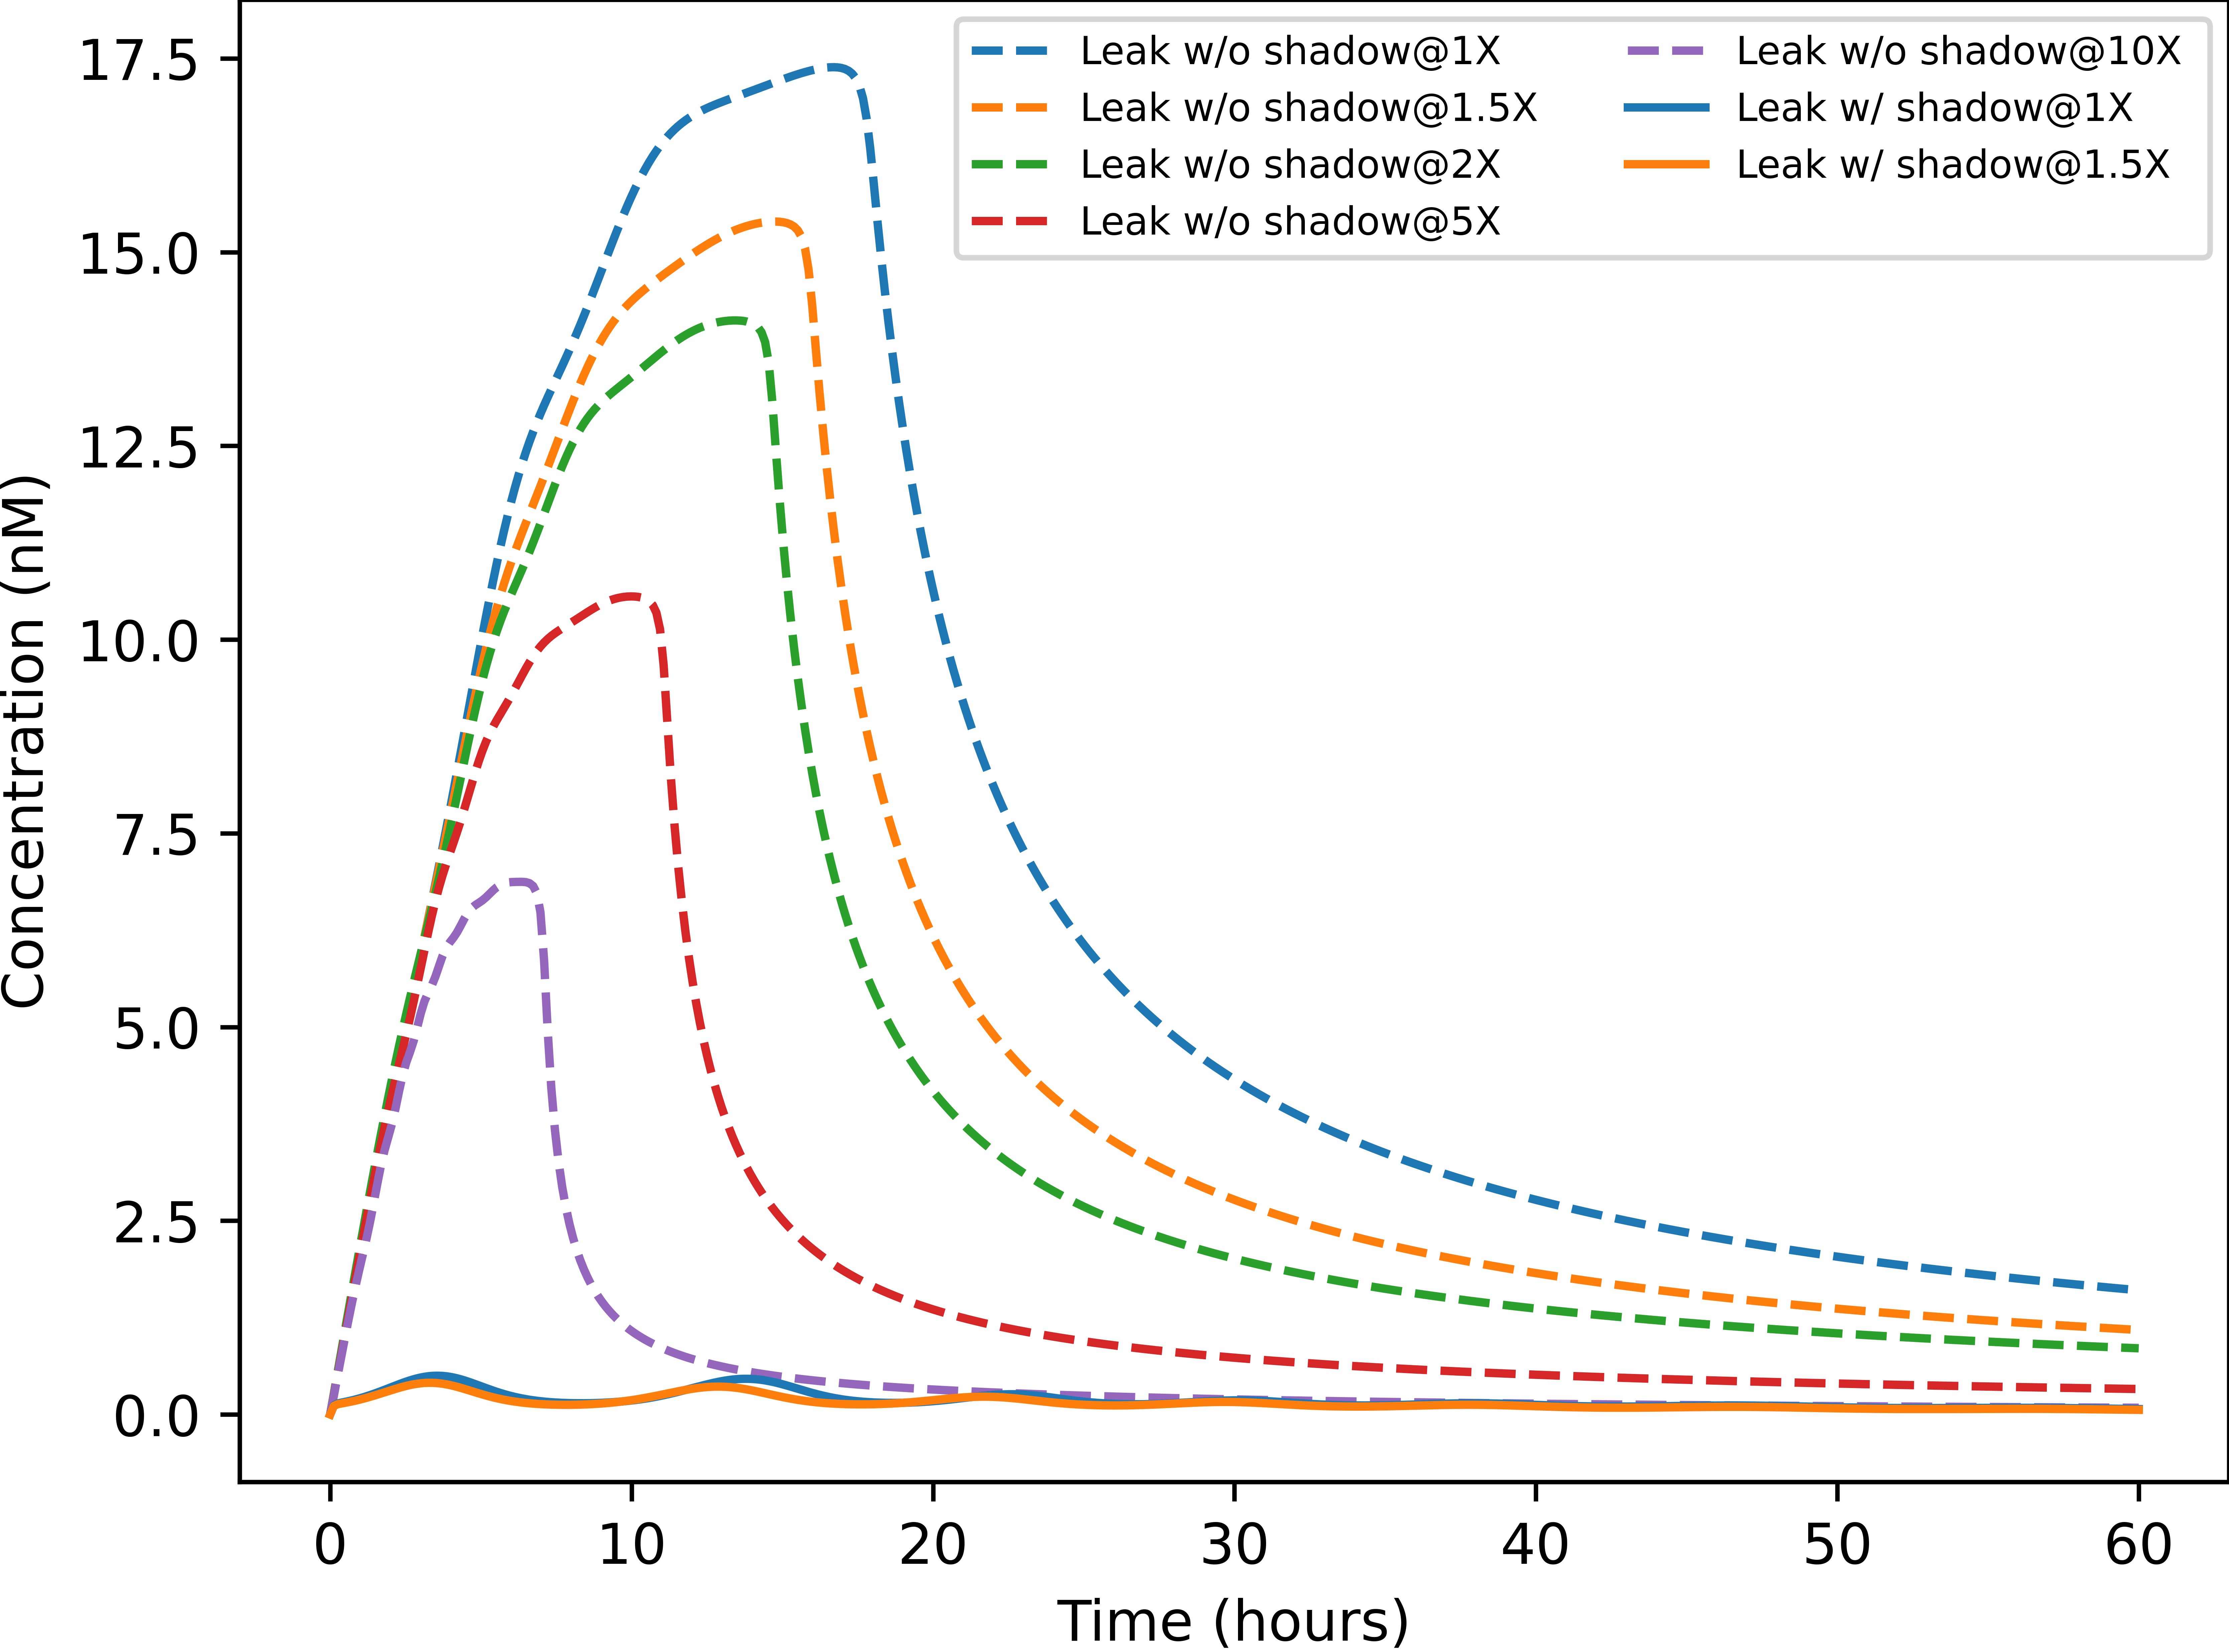 17.5
15.0
12.5
10.0
7.5
5.0
2.5
0.0
Concentration (nM)
Leak w/o shadow@1X
Leak w/o shadow@1.5X
Leak w/o shadow@2X
Leak w/o shadow@5X
Leak w/o shadow@10X
Leak w/ shadow@1X
Leak w/ shadow@1.5X
0 10 20 30 40 50 60
Time (hours)